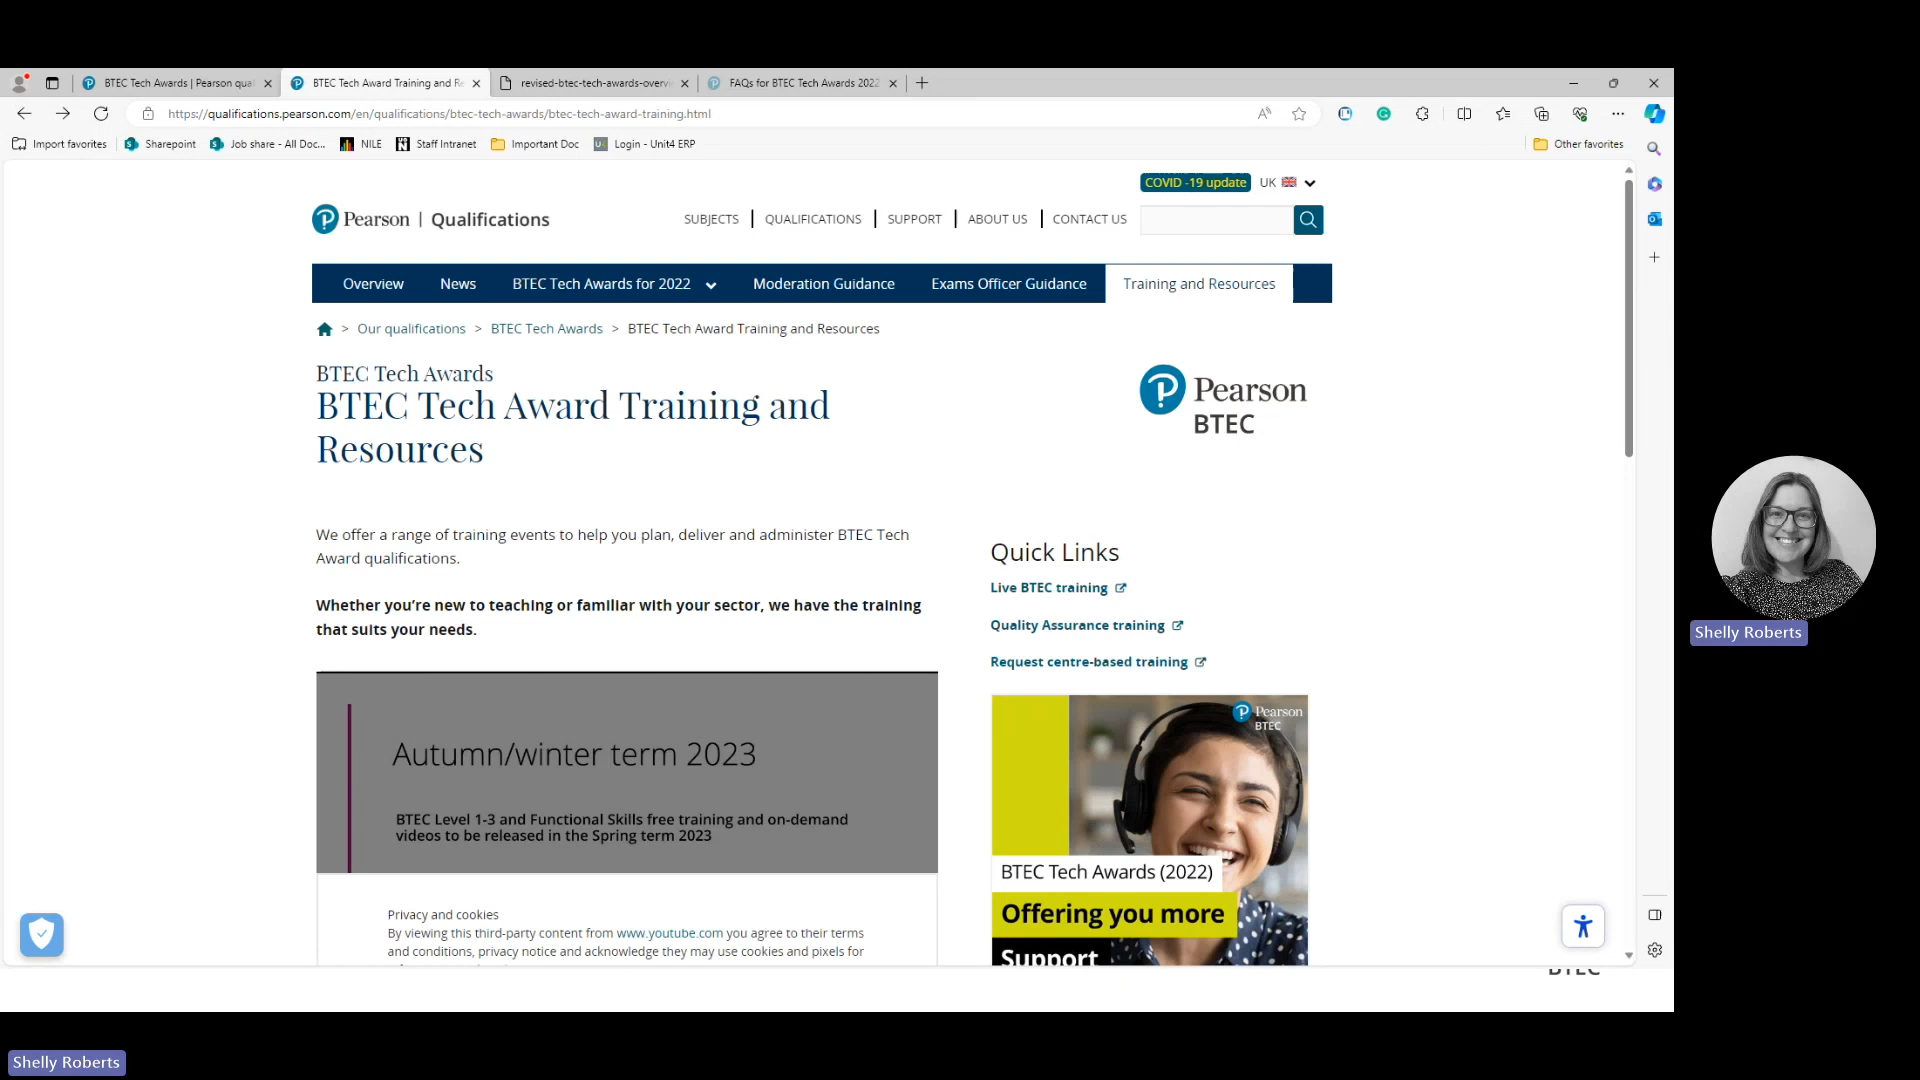 BTEC Tech Awards | Pearson qua
BTEC Tech Award Training and Re
revised-btec-tech-awards-overv
FAQs for BTEC Tech Awards 2022
https://qualifications.pearson.com/en/qualifications/btec-tech-awards/btec-tech-award-training.html
Import favorites
Sharepoint
Job share - All Doc...
NILE
Staff Intranet
Important Doc
Login - Unit4 ERP
Other favorites
COVID -19 update
UK
Pearson | Qualifications
SUBJECTS
QUALIFICATIONS
SUPPORT
ABOUT US
CONTACT US
Overview
News
BTEC Tech Awards for 2022
Moderation Guidance
Exams Officer Guidance
Training and Resources
> Our qualifications > BTEC Tech Awards > BTEC Tech Award Training and Resources
BTEC Tech Awards
BTEC Tech Award Training and
Resources
Pearson
BTEC
We offer a range of training events to help you plan, deliver and administer BTEC Tech
Award qualifications.
Whether you're new to teaching or familiar with your sector, we have the training
that suits your needs.
Quick Links
Live BTEC training
Quality Assurance training
Request centre-based training
Autumn/winter term 2023
BTEC Level 1-3 and Functional Skills free training and on-demand
videos to be released in the Spring term 2023
Privacy and cookies
By viewing this third-party content from www.youtube.com you agree to their terms
and conditions, privacy notice and acknowledge they may use cookies and pixels for
Pearson
BTEC
BTEC Tech Awards (2022)
Offering you more
Support
BTEC
Shelly Roberts
Shelly Roberts